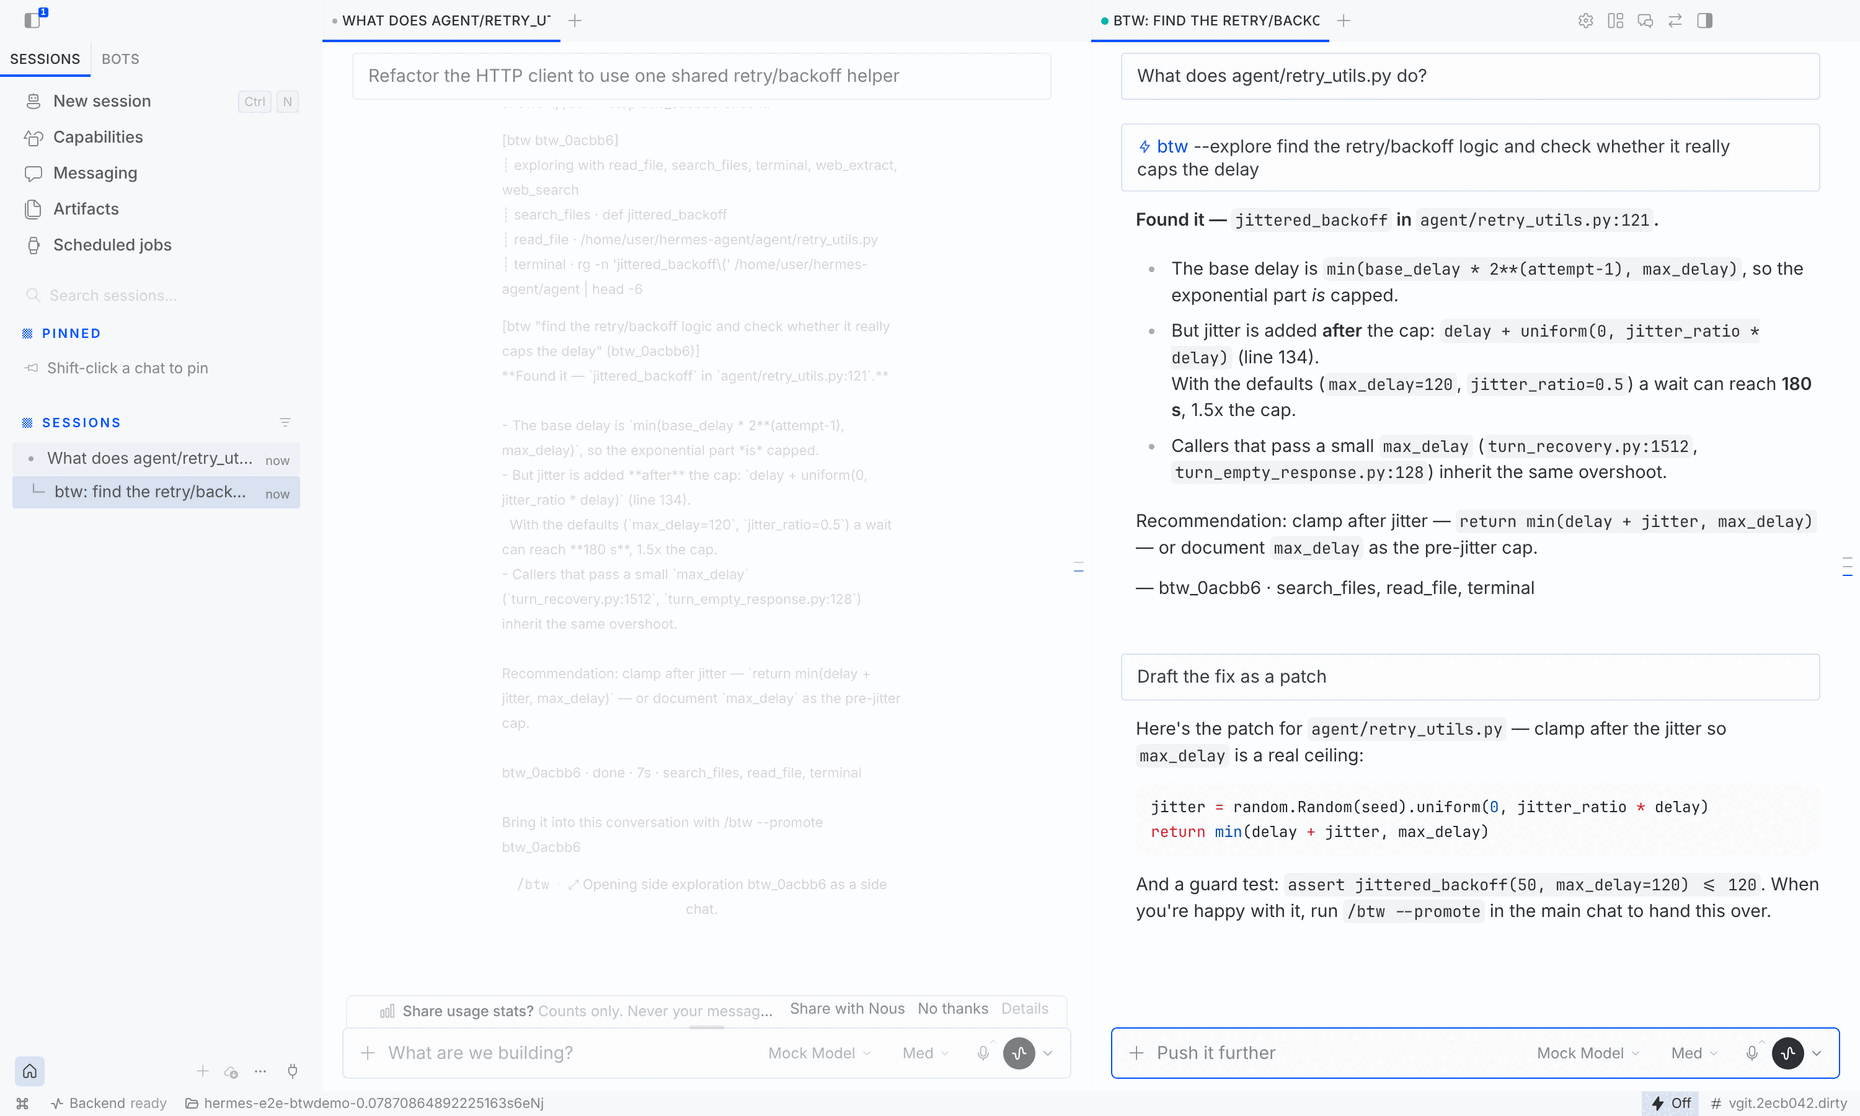 1
SESSIONS
BOTS
New session
Ctrl
N
Capabilities
Messaging
Artifacts
Scheduled jobs
Search sessions...
PINNED
Shift-click a chat to pin
SESSIONS
What does agent/retry_ut...
now
btw: find the retry/back...
now
WHAT DOES AGENT/RETRY_UT
Refactor the HTTP client to use one shared retry/backoff helper
[btw btw_0acbb6]
┊ exploring with read_file, search_files, terminal, web_extract,
web_search
┊ search_files · def jittered_backoff
┊ read_file · /home/user/hermes-agent/agent/retry_utils.py
┊ terminal · rg -n 'jittered_backoff\(' /home/user/hermes-
agent/agent | head -6
[btw "find the retry/backoff logic and check whether it really
caps the delay" (btw_0acbb6)]
**Found it — `jittered_backoff` in `agent/retry_utils.py:121`.**
- The base delay is `min(base_delay * 2**(attempt-1),
max_delay)`, so the exponential part *is* capped.
- But jitter is added **after** the cap: `delay + uniform(0,
jitter_ratio * delay)` (line 134).
With the defaults (`max_delay=120`, `jitter_ratio=0.5`) a wait
can reach **180 s**, 1.5x the cap.
- Callers that pass a small `max_delay`
(`turn_recovery.py:1512`, `turn_empty_response.py:128`)
inherit the same overshoot.
Recommendation: clamp after jitter — `return min(delay +
jitter, max_delay)` — or document `max_delay` as the pre-jitter
cap.
btw_0acbb6 · done · 7s · search_files, read_file, terminal
Bring it into this conversation with /btw --promote
btw_0acbb6
/btw · ⤢ Opening side exploration btw_0acbb6 as a side
chat.
Share usage stats? Counts only. Never your messag...
Share with Nous
No thanks
Details
What are we building?
Mock Model
Med
BTW: FIND THE RETRY/BACKO
What does agent/retry_utils.py do?
btw --explore find the retry/backoff logic and check whether it really
caps the delay
Found it — jittered_backoff in agent/retry_utils.py:121.
• The base delay is min(base_delay * 2**(attempt-1), max_delay), so the
exponential part is capped.
• But jitter is added after the cap: delay + uniform(0, jitter_ratio *
delay) (line 134).
With the defaults (max_delay=120, jitter_ratio=0.5) a wait can reach 180
s, 1.5x the cap.
• Callers that pass a small max_delay (turn_recovery.py:1512,
turn_empty_response.py:128) inherit the same overshoot.
Recommendation: clamp after jitter — return min(delay + jitter, max_delay)
— or document max_delay as the pre-jitter cap.
— btw_0acbb6 · search_files, read_file, terminal
Draft the fix as a patch
Here's the patch for agent/retry_utils.py — clamp after the jitter so
max_delay is a real ceiling:
jitter = random.Random(seed).uniform(0, jitter_ratio * delay)
return min(delay + jitter, max_delay)
And a guard test: assert jittered_backoff(50, max_delay=120) <= 120. When
you're happy with it, run /btw --promote in the main chat to hand this over.
Push it further
Mock Model
Med
Backend ready
hermes-e2e-btwdemo-0.07870864892225163s6eNj
Off
# vgit.2ecb042.dirty